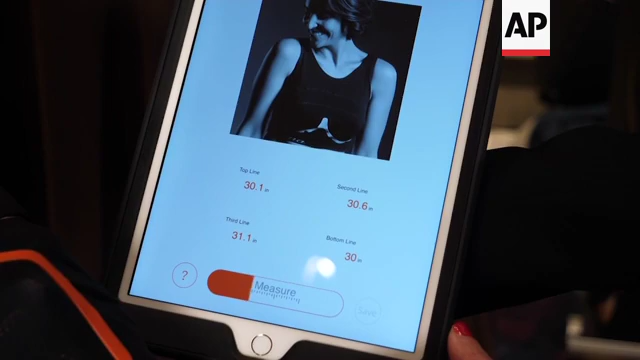 AP
Top Line
30.1 in
Second Line
30.6 in
Third Line
31.1 in
Bottom Line
30 in
?
Measure
Save